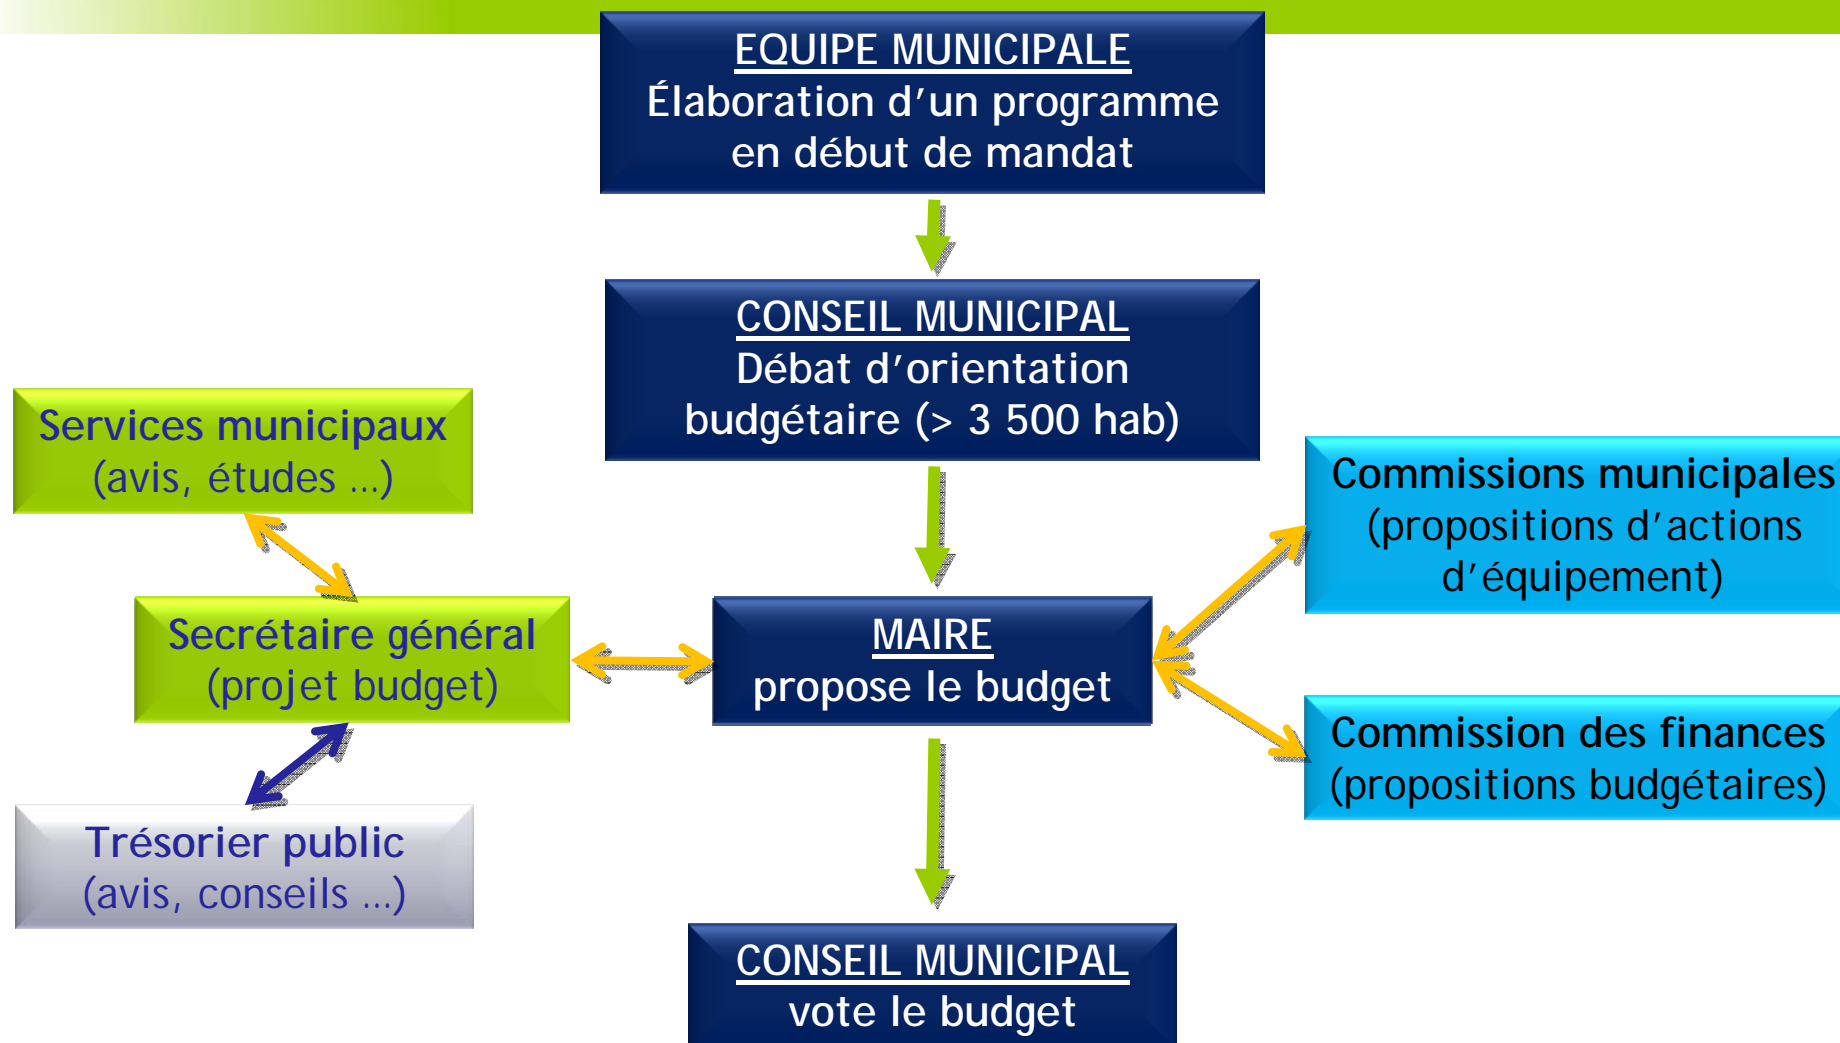 EQUIPE MUNICIPALE
Élaboration d’un programme
en début de mandat
CONSEIL MUNICIPAL
Débat d’orientation
budgétaire (> 3 500 hab)
Services municipaux
(avis, études …)
Commissions municipales
(propositions d’actions
d’équipement)
Secrétaire général
(projet budget)
MAIRE
propose le budget
Commission des finances
(propositions budgétaires)
Trésorier public
(avis, conseils …)
CONSEIL MUNICIPAL
vote le budget